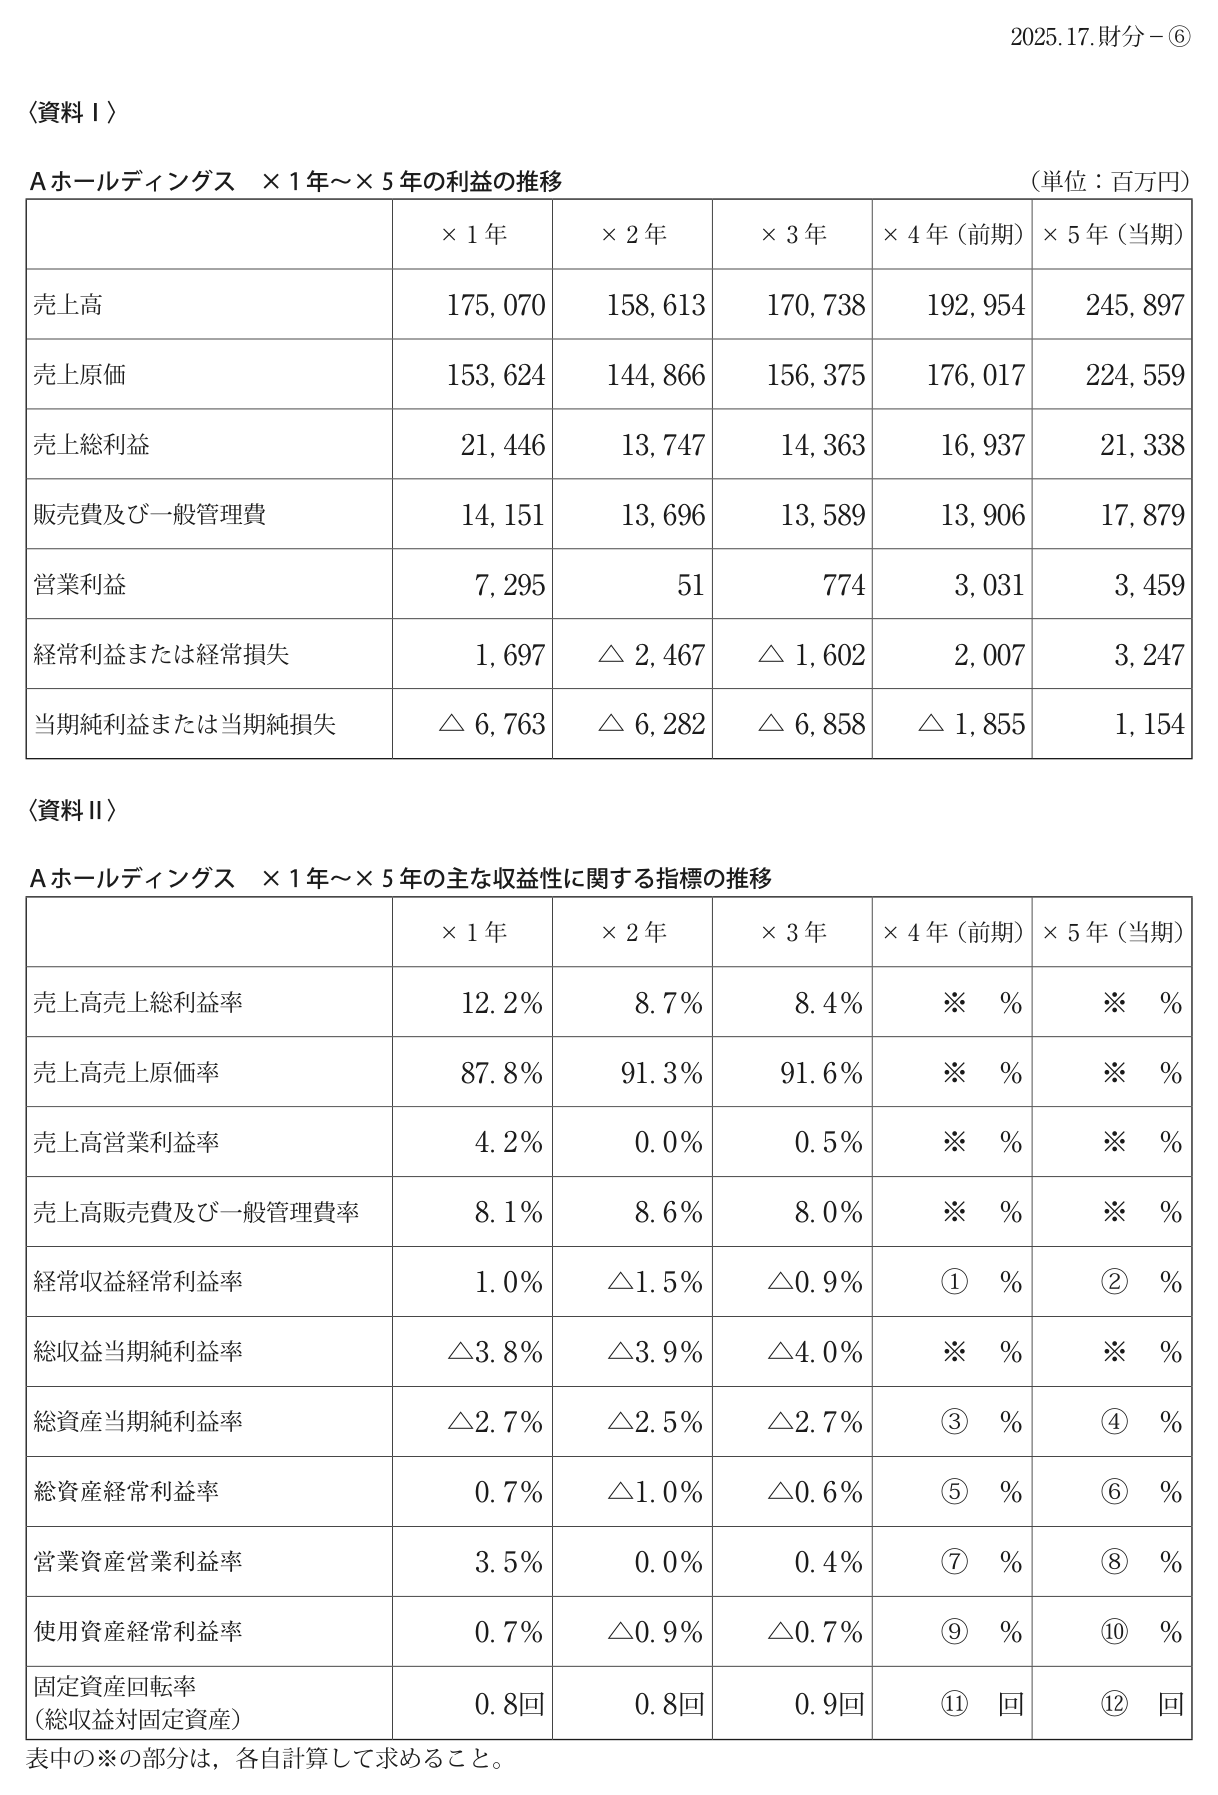 2025.17.財分－⑥
〈資料Ⅰ〉
Aホールディングス　×1年～×5年の利益の推移　（単位：百万円）
×1年　×2年　×3年　×4年（前期）　×5年（当期）
売上高　175,070　158,613　170,738　192,954　245,897
売上原価　153,624　144,866　156,375　176,017　224,559
売上総利益　21,446　13,747　14,363　16,937　21,338
販売費及び一般管理費　14,151　13,696　13,589　13,906　17,879
営業利益　7,295　51　774　3,031　3,459
経常利益または経常損失　1,697　△ 2,467　△ 1,602　2,007　3,247
当期純利益または当期純損失　△ 6,763　△ 6,282　△ 6,858　△ 1,855　1,154
〈資料Ⅱ〉
Aホールディングス　×1年～×5年の主な収益性に関する指標の推移
×1年　×2年　×3年　×4年（前期）　×5年（当期）
売上高売上総利益率　12.2%　8.7%　8.4%　※　%　※　%
売上高売上原価率　87.8%　91.3%　91.6%　※　%　※　%
売上高営業利益率　4.2%　0.0%　0.5%　※　%　※　%
売上高販売費及び一般管理費率　8.1%　8.6%　8.0%　※　%　※　%
経常収益経常利益率　1.0%　△1.5%　△0.9%　①　%　②　%
総収益当期純利益率　△3.8%　△3.9%　△4.0%　※　%　※　%
総資産当期純利益率　△2.7%　△2.5%　△2.7%　③　%　④　%
総資産経常利益率　0.7%　△1.0%　△0.6%　⑤　%　⑥　%
営業資産営業利益率　3.5%　0.0%　0.4%　⑦　%　⑧　%
使用資産経常利益率　0.7%　△0.9%　△0.7%　⑨　%　⑩　%
固定資産回転率
（総収益対固定資産）　0.8回　0.8回　0.9回　⑪　回　⑫　回
表中の※の部分は，各自計算して求めること。